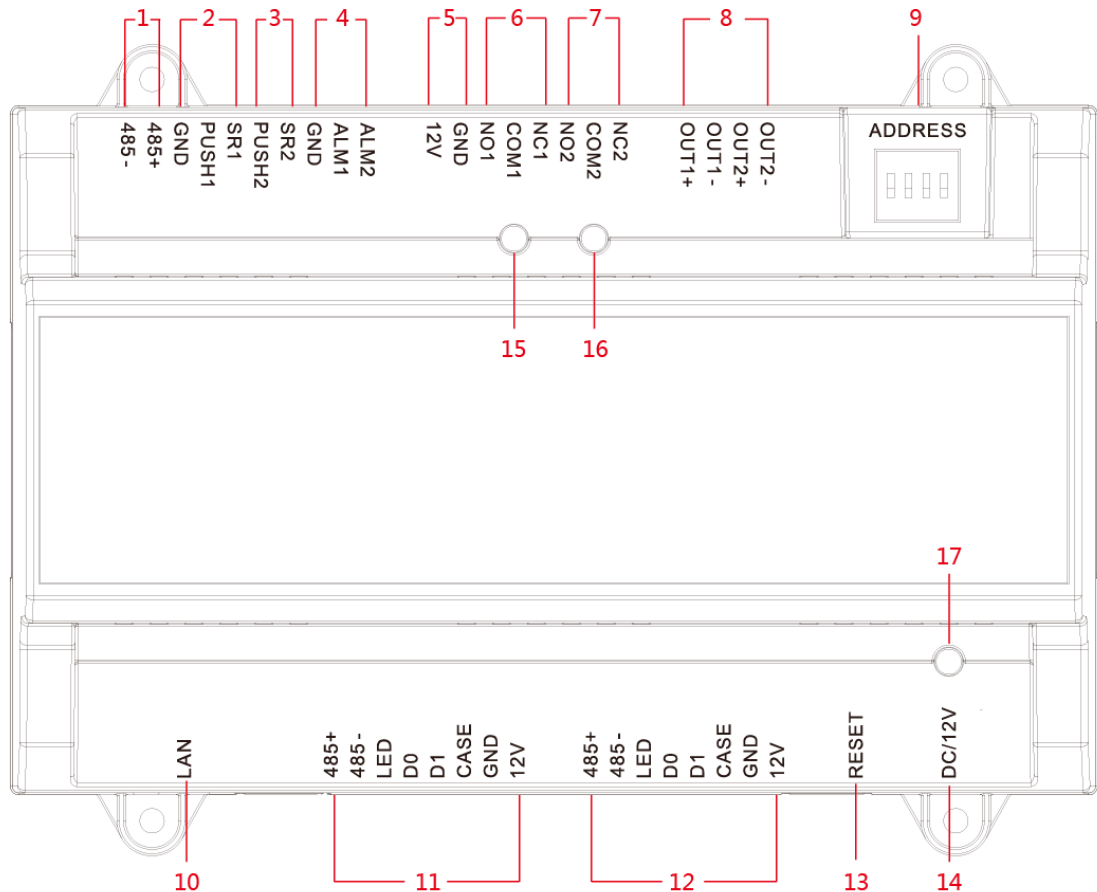 1 2 3 4 5 6 7 8 9
485- 485+ GND PUSH1 SR1 PUSH2 SR2 GND ALM1 ALM2 12V GND NO1 COM1 NC1 NO2 COM2 NC2 OUT1+ OUT1- OUT2+ OUT2- ADDRESS
15 16
17
LAN 485+ 485- LED D0 D1 CASE GND 12V 485+ 485- LED D0 D1 CASE GND 12V RESET DC/12V
10 11 12 13 14